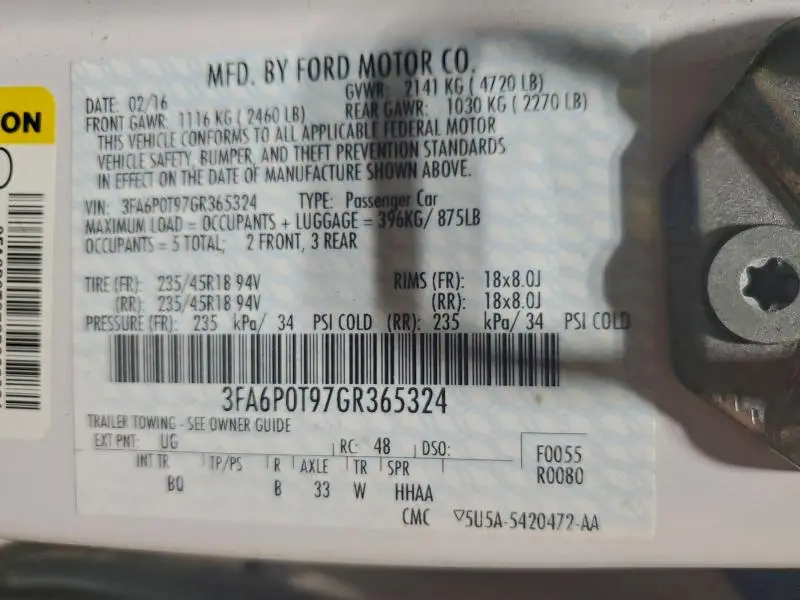 MFD. BY FORD MOTOR CO.
DATE: 02/16 GVWR: 2141 KG ( 4720 LB)
FRONT GAWR: 1116 KG ( 2460 LB) REAR GAWR: 1030 KG ( 2270 LB)
THIS VEHICLE CONFORMS TO ALL APPLICABLE FEDERAL MOTOR
VEHICLE SAFETY, BUMPER, AND THEFT PREVENTION STANDARDS
IN EFFECT ON THE DATE OF MANUFACTURE SHOWN ABOVE.
VIN: 3FA6P0T97GR365324 TYPE: Passenger Car
MAXIMUM LOAD = OCCUPANTS + LUGGAGE = 396KG/ 875LB
OCCUPANTS = 5 TOTAL; 2 FRONT, 3 REAR
TIRE (FR): 235/45R18 94V RIMS (FR): 18x8.0J
(RR): 235/45R18 94V (RR): 18x8.0J
PRESSURE (FR): 235 kPa/ 34 PSI COLD (RR): 235 kPa/ 34 PSI COLD
3FA6P0T97GR365324
TRAILER TOWING - SEE OWNER GUIDE
EXT PNT: UG RC: 48 DSO: F0055
INT TR TP/PS R AXLE TR SPR R0080
BO B 33 W HHAA
CMC ▽5U5A-5420472-AA
ON